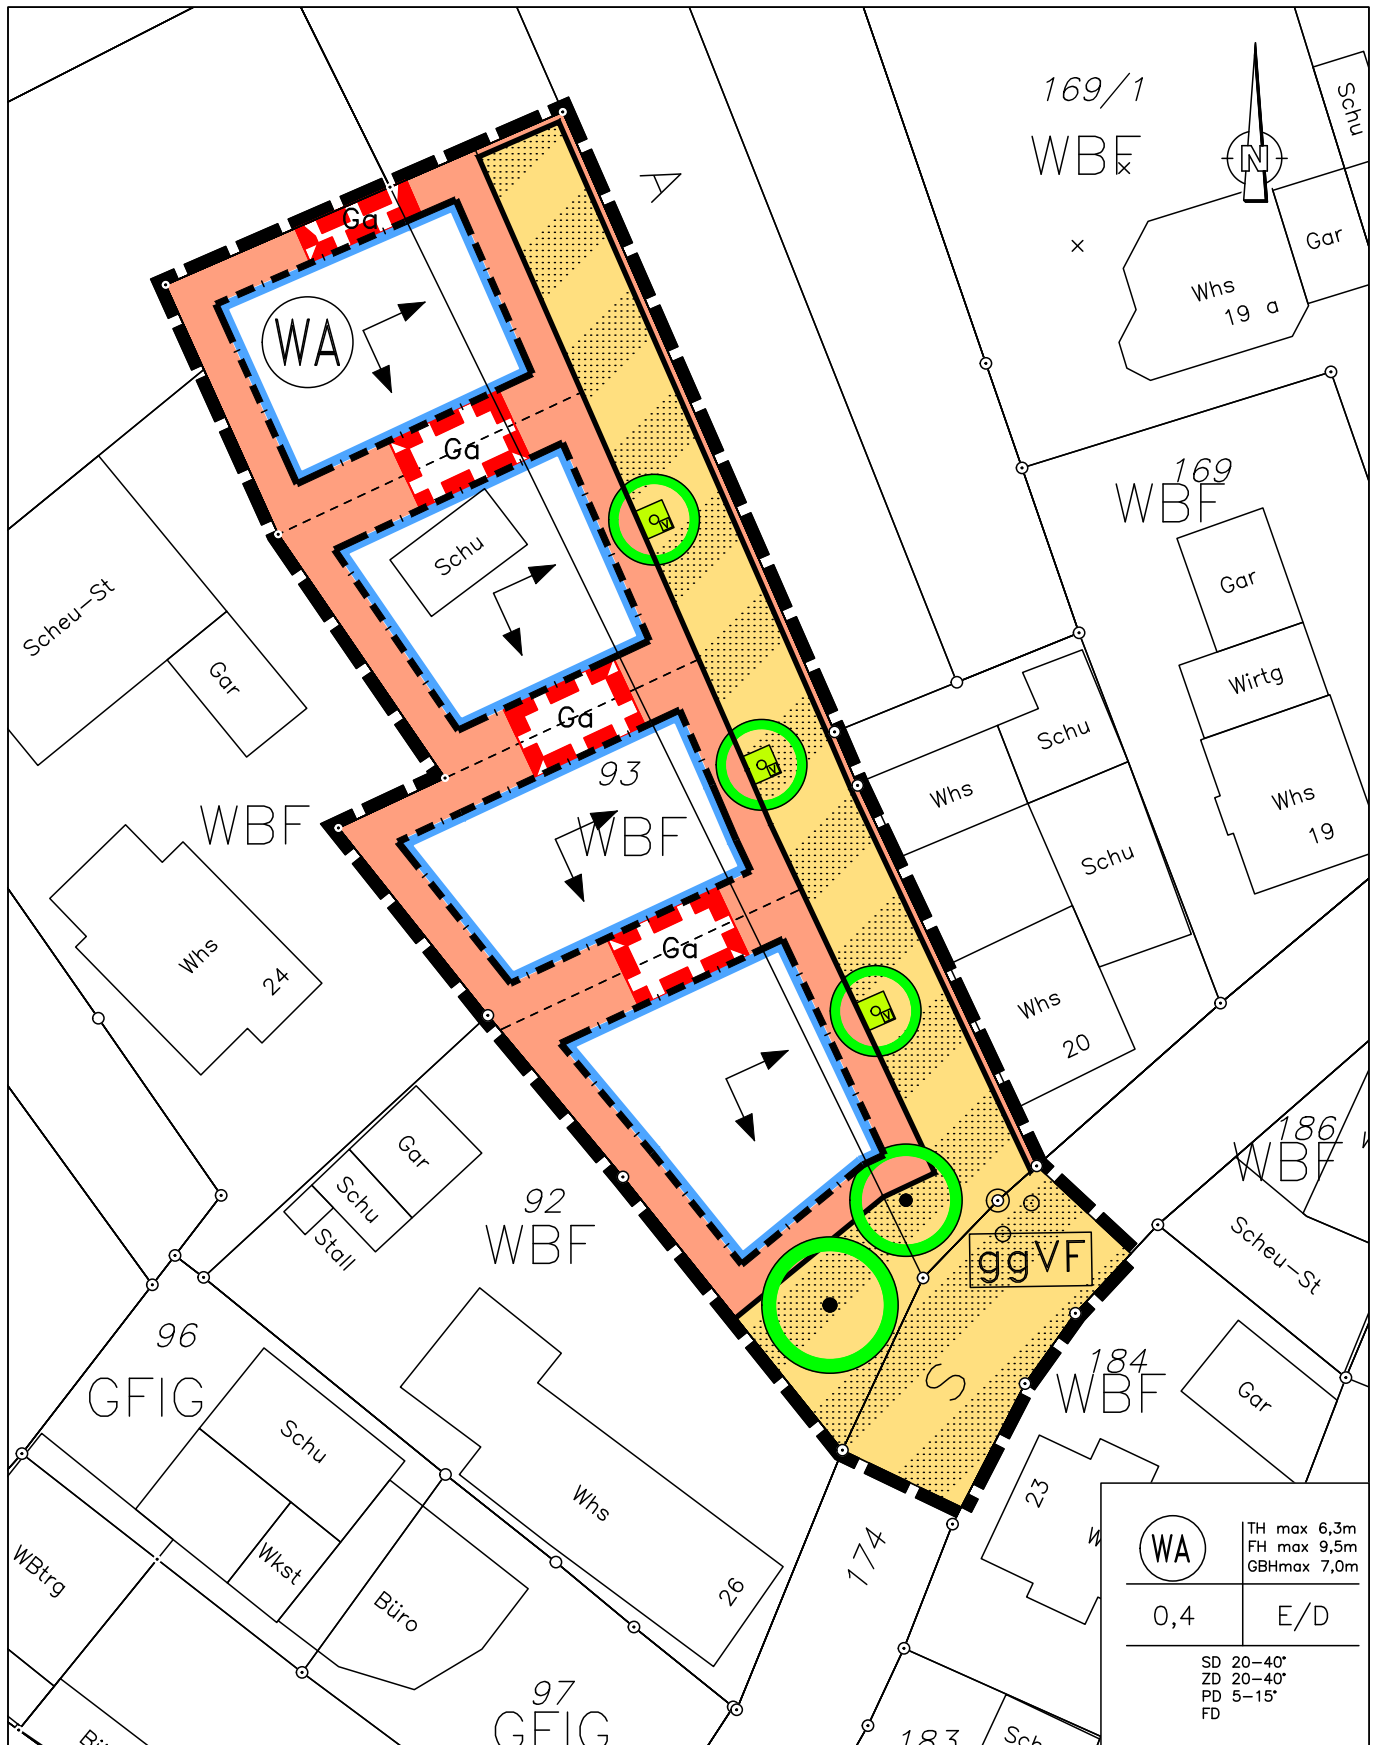 169/1
WBF
Schu
N
A
Ga
Gar
Whs
19 a
WA
Ga
169
WBF
Schu
Gar
Scheu-St
Gar
Wirtg
Ga
Schu
93
Whs
Whs
19
WBF
WBF
Schu
Whs
24
Ga
Whs
20
186
WBF
Gar
Schu
Stall
92
WBF
Scheu-St
ggVF
96
GFIG
184
WBF
S
Gar
Schu
23
Whs
WA
TH max 6,3m
FH max 9,5m
GBHmax 7,0m
174
WBtrg
Wkst
Büro
26
0,4
E/D
SD 20-40°
ZD 20-40°
PD 5-15°
FD
97
GFIG
183
Sch